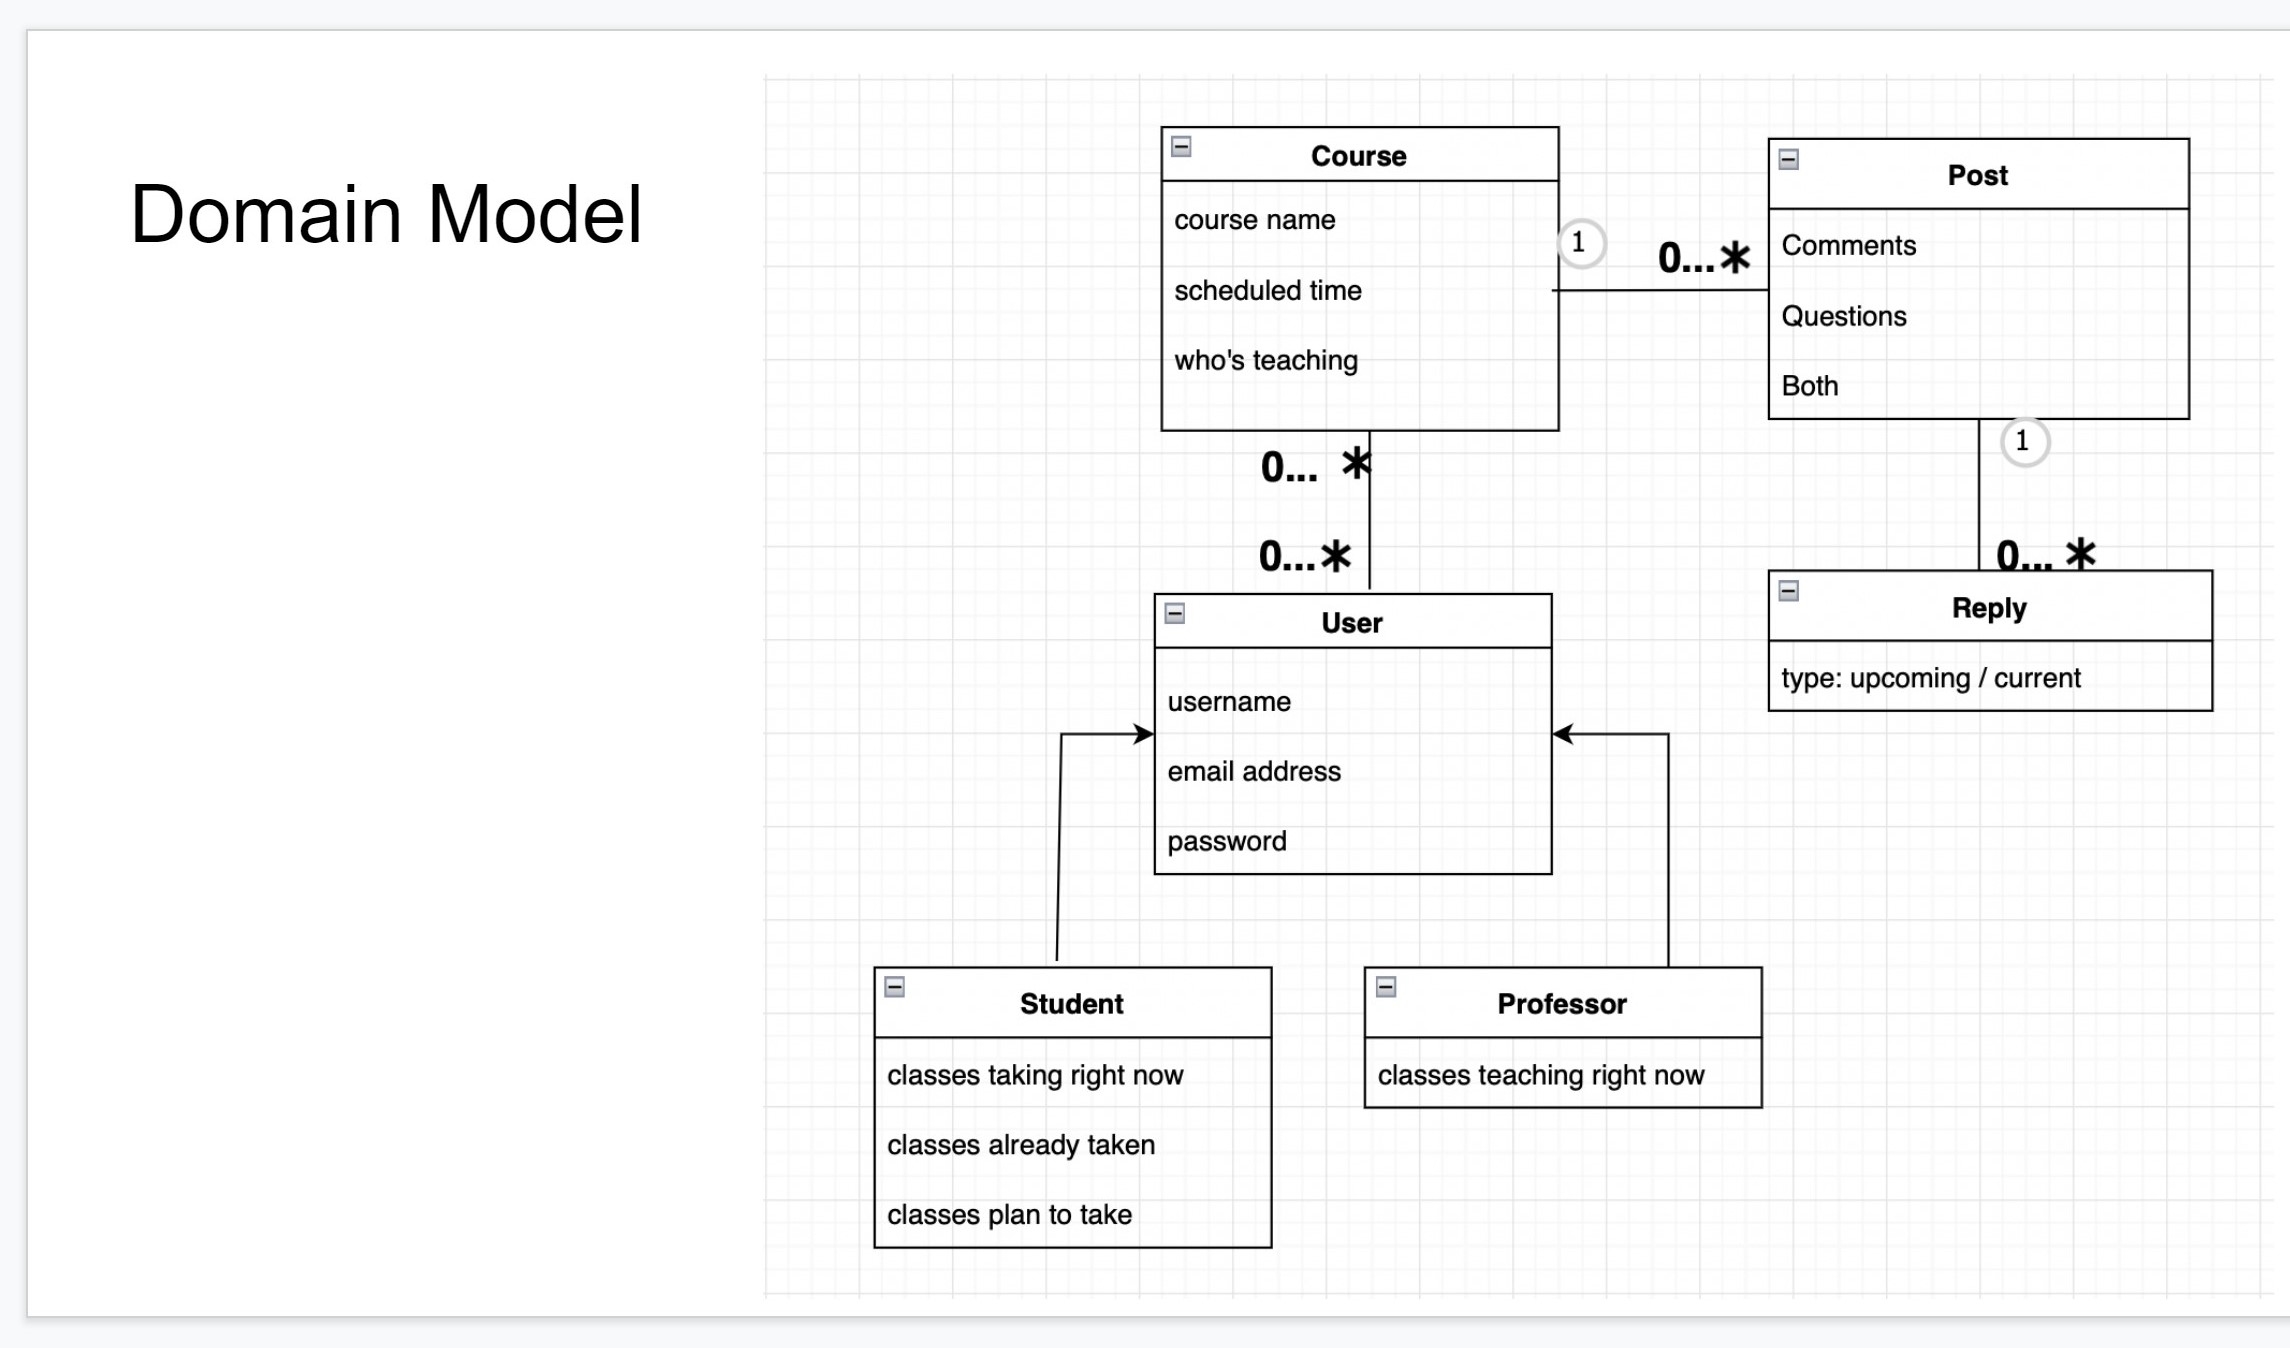 Domain Model
Course
course name
scheduled time
who's teaching
1
0...*
Post
Comments
Questions
Both
1
0... *
Reply
type: upcoming / current
0... *
0...*
User
username
email address
password
Student
classes taking right now
classes already taken
classes plan to take
Professor
classes teaching right now